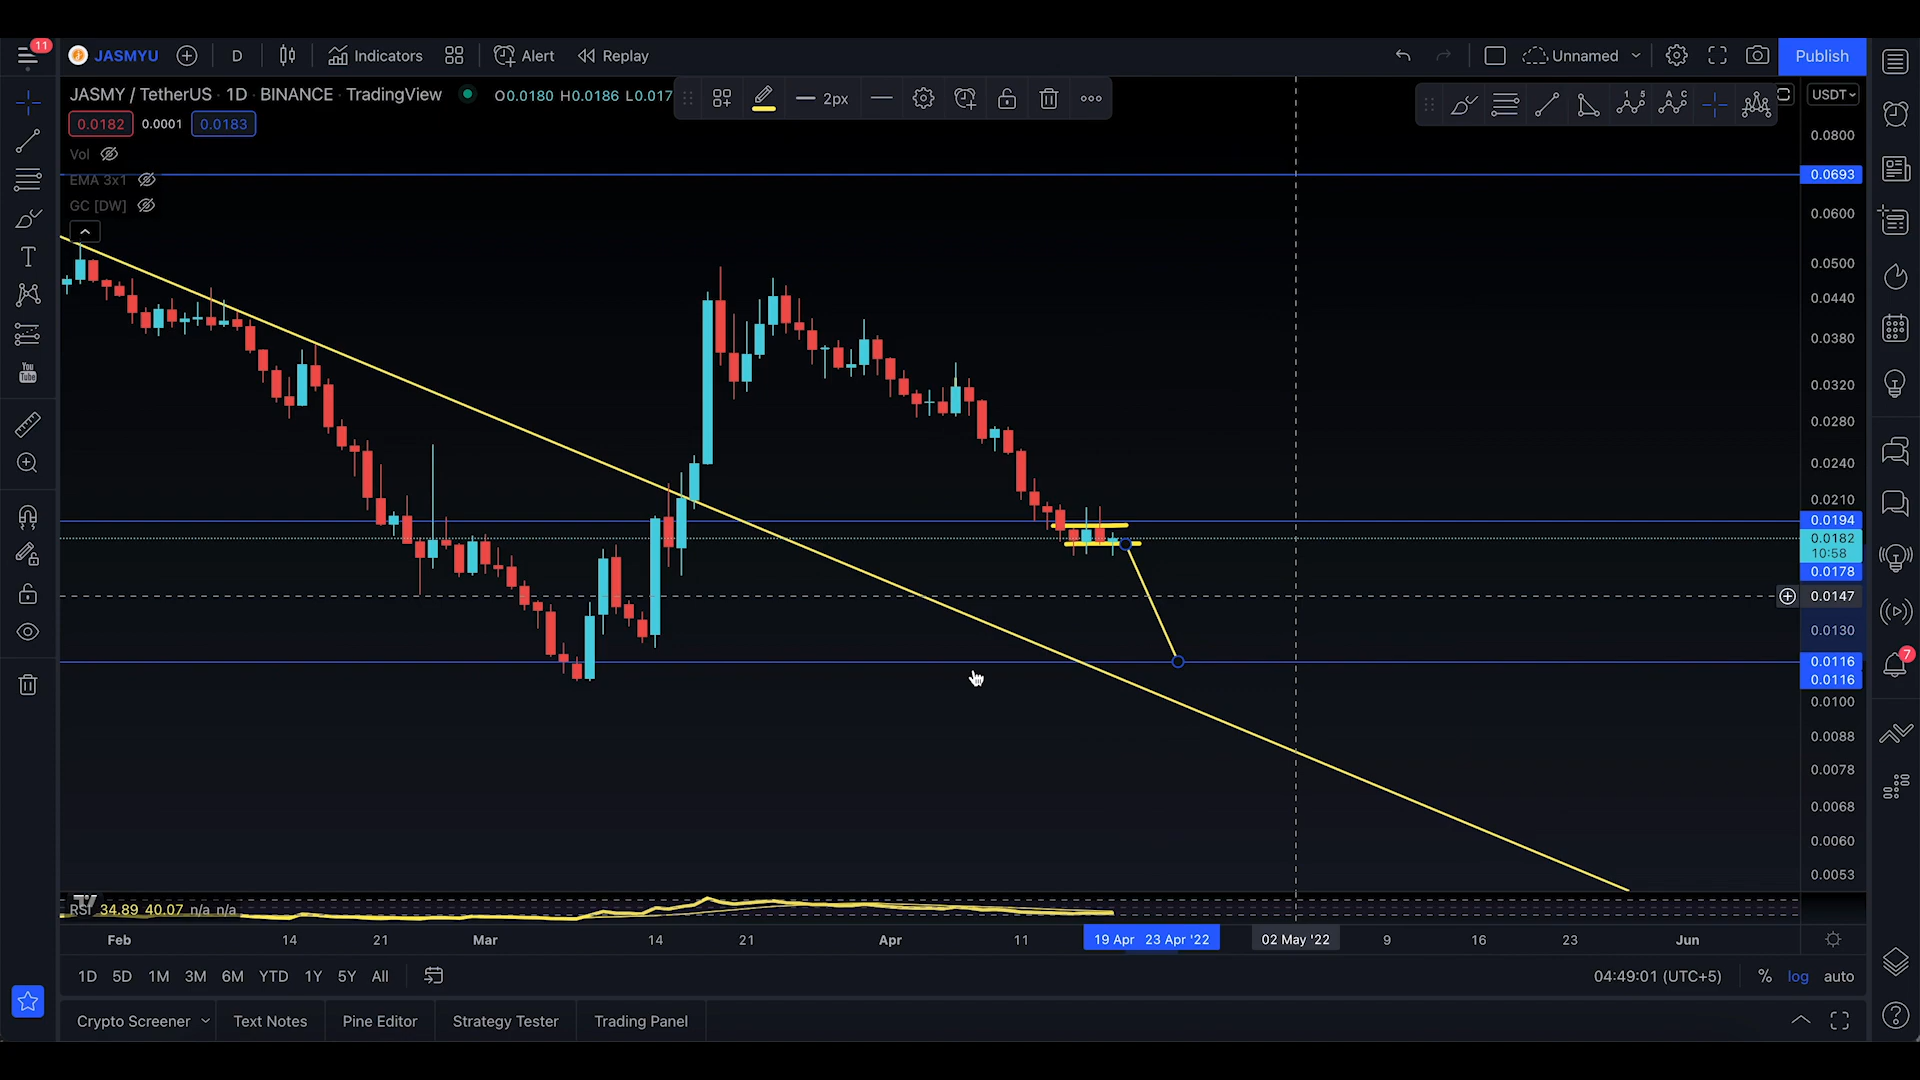 11
JASMYU D Indicators Alert Replay Unnamed Publish
JASMY / TetherUS · 1D · BINANCE · TradingView O0.0180 H0.0186 L0.017 2px USDT
0.0182 0.0001 0.0183
Vol
EMA 3x1
GC [DW]
0.0800
0.0693
0.0600
0.0500
0.0440
0.0380
0.0320
0.0280
0.0240
0.0210
0.0194
0.0182
10:58
0.0178
0.0147
0.0130
0.0116
0.0116
0.0100
0.0088
0.0078
0.0068
0.0060
0.0053
You
Tube
7
RSI 34.89 40.07 n/a n/a
Feb 14 21 Mar 14 21 Apr 11 19 Apr 23 Apr '22 02 May '22 9 16 23 Jun
1D 5D 1M 3M 6M YTD 1Y 5Y All 04:49:01 (UTC+5) % log auto
Crypto Screener Text Notes Pine Editor Strategy Tester Trading Panel